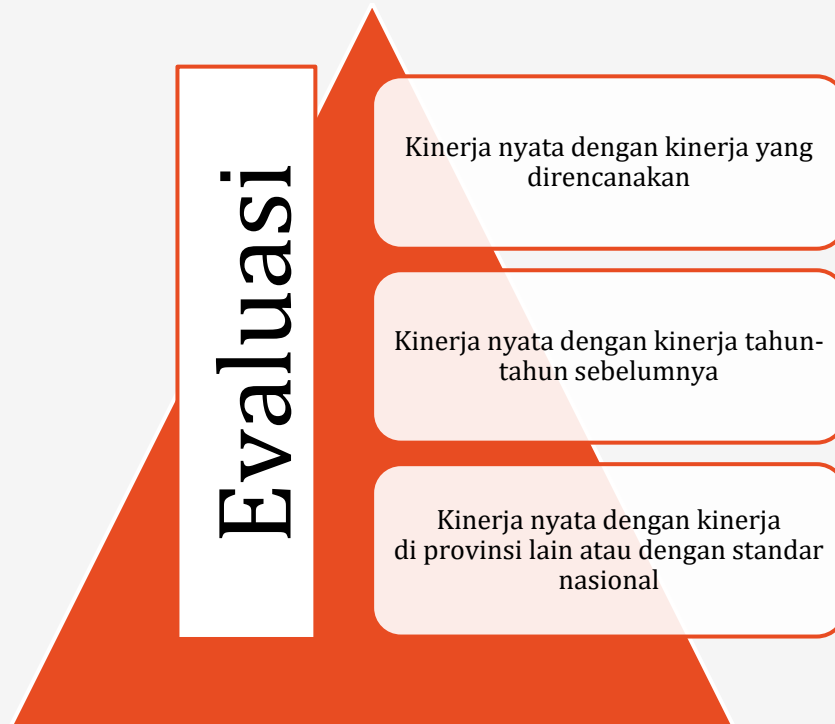 Evaluasi
Kinerja nyata dengan kinerja yang
direncanakan
Kinerja nyata dengan kinerja tahun-
tahun sebelumnya
Kinerja nyata dengan kinerja
di provinsi lain atau dengan standar
nasional